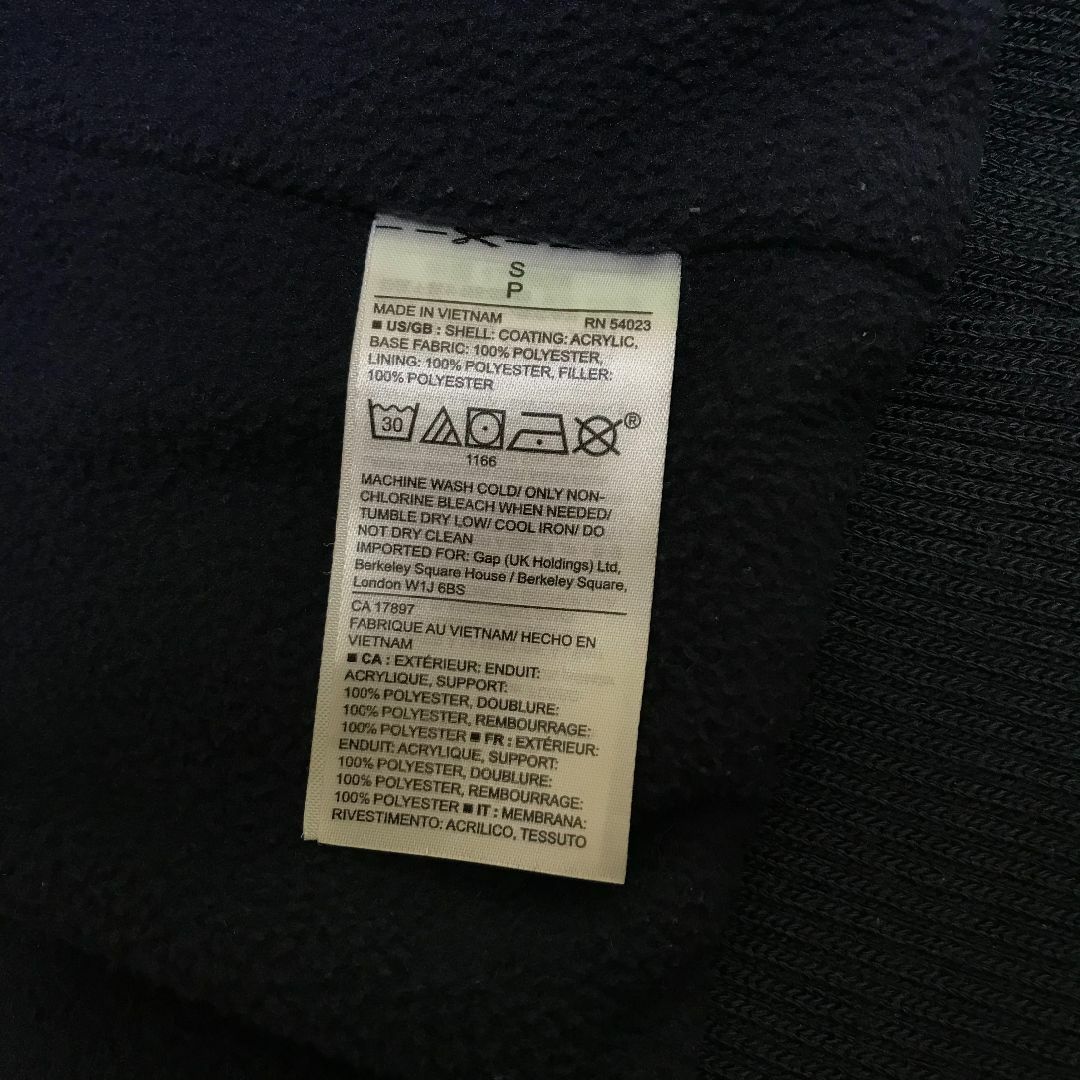 S
P
MADE IN VIETNAM RN 54023
■ US/GB : SHELL: COATING: ACRYLIC,
BASE FABRIC: 100% POLYESTER,
LINING: 100% POLYESTER, FILLER:
100% POLYESTER
30 ®
1166
MACHINE WASH COLD/ ONLY NON-
CHLORINE BLEACH WHEN NEEDED/
TUMBLE DRY LOW/ COOL IRON/ DO
NOT DRY CLEAN
IMPORTED FOR: Gap (UK Holdings) Ltd,
Berkeley Square House / Berkeley Square,
London W1J 6BS
CA 17897
FABRIQUE AU VIETNAM/ HECHO EN
VIETNAM
■ CA : EXTÉRIEUR: ENDUIT:
ACRYLIQUE, SUPPORT:
100% POLYESTER, DOUBLURE:
100% POLYESTER, REMBOURRAGE:
100% POLYESTER ■ FR : EXTÉRIEUR:
ENDUIT: ACRYLIQUE, SUPPORT:
100% POLYESTER, DOUBLURE:
100% POLYESTER, REMBOURRAGE:
100% POLYESTER ■ IT : MEMBRANA:
RIVESTIMENTO: ACRILICO, TESSUTO